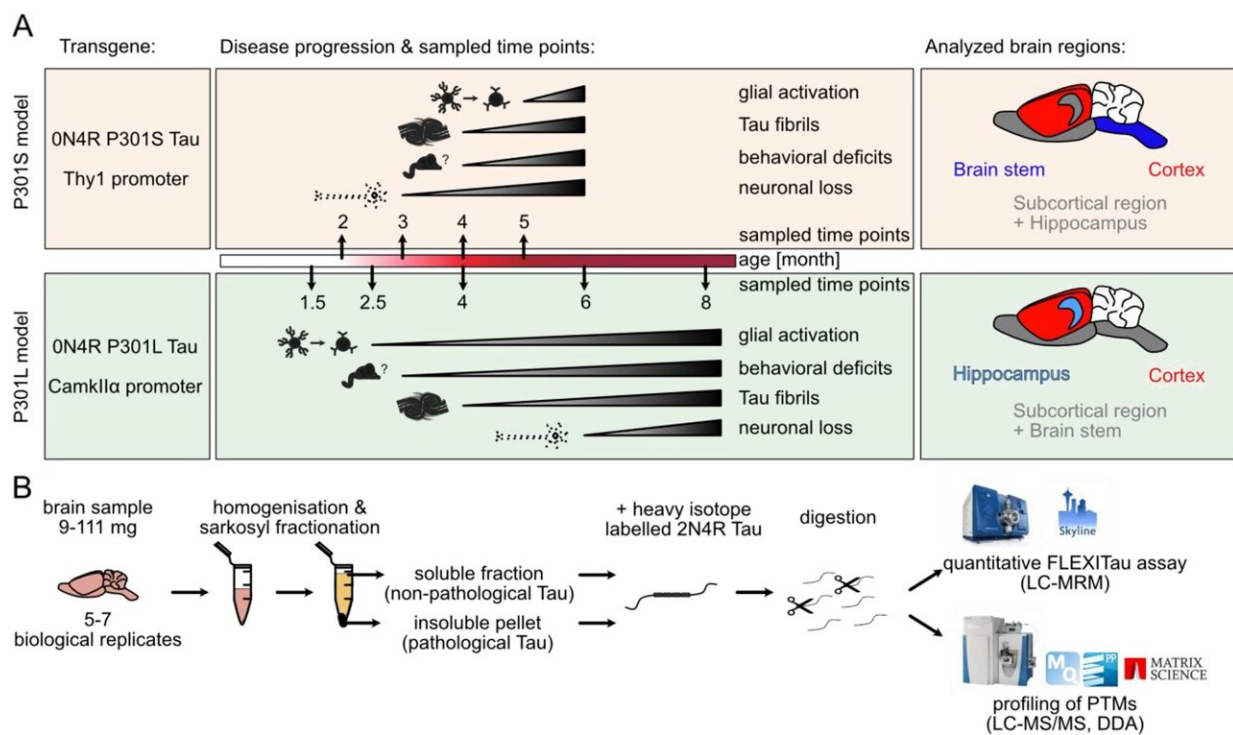 A
Transgene:
Disease progression & sampled time points:
Analyzed brain regions:
P301S model
0N4R P301S Tau
Thy1 promoter
glial activation
Tau fibrils
?
behavioral deficits
neuronal loss
2 3 4 5
sampled time points
age [month]
Brain stem
Cortex
Subcortical region
+ Hippocampus
P301L model
0N4R P301L Tau
CamkIIα promoter
sampled time points
1.5 2.5 4 6 8
glial activation
?
behavioral deficits
Tau fibrils
neuronal loss
Hippocampus
Cortex
Subcortical region
+ Brain stem
B
brain sample
9-111 mg
5-7
biological replicates
homogenisation &
sarkosyl fractionation
soluble fraction
(non-pathological Tau)
insoluble pellet
(pathological Tau)
+ heavy isotope
labelled 2N4R Tau
digestion
Skyline
quantitative FLEXITau assay
(LC-MRM)
MQ
PP
MATRIX
SCIENCE
profiling of PTMs
(LC-MS/MS, DDA)